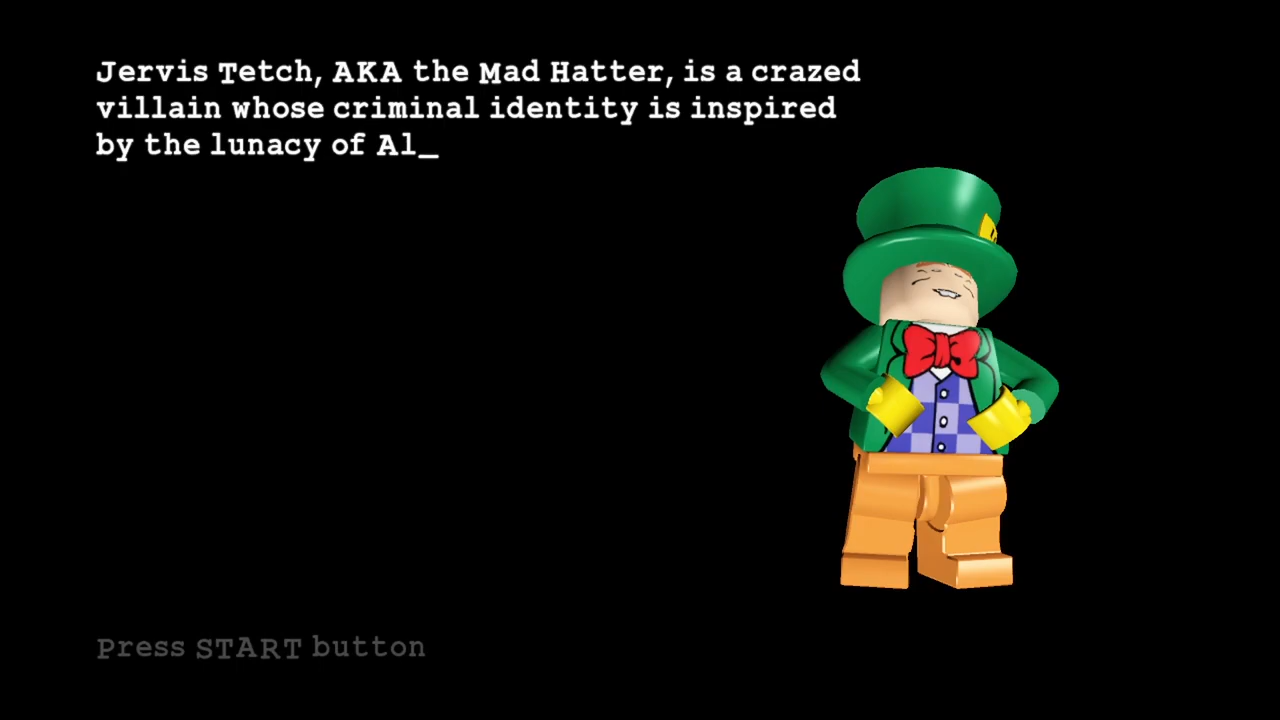 Jervis Tetch, AKA the Mad Hatter, is a crazed
villain whose criminal identity is inspired
by the lunacy of Al_
Press START button